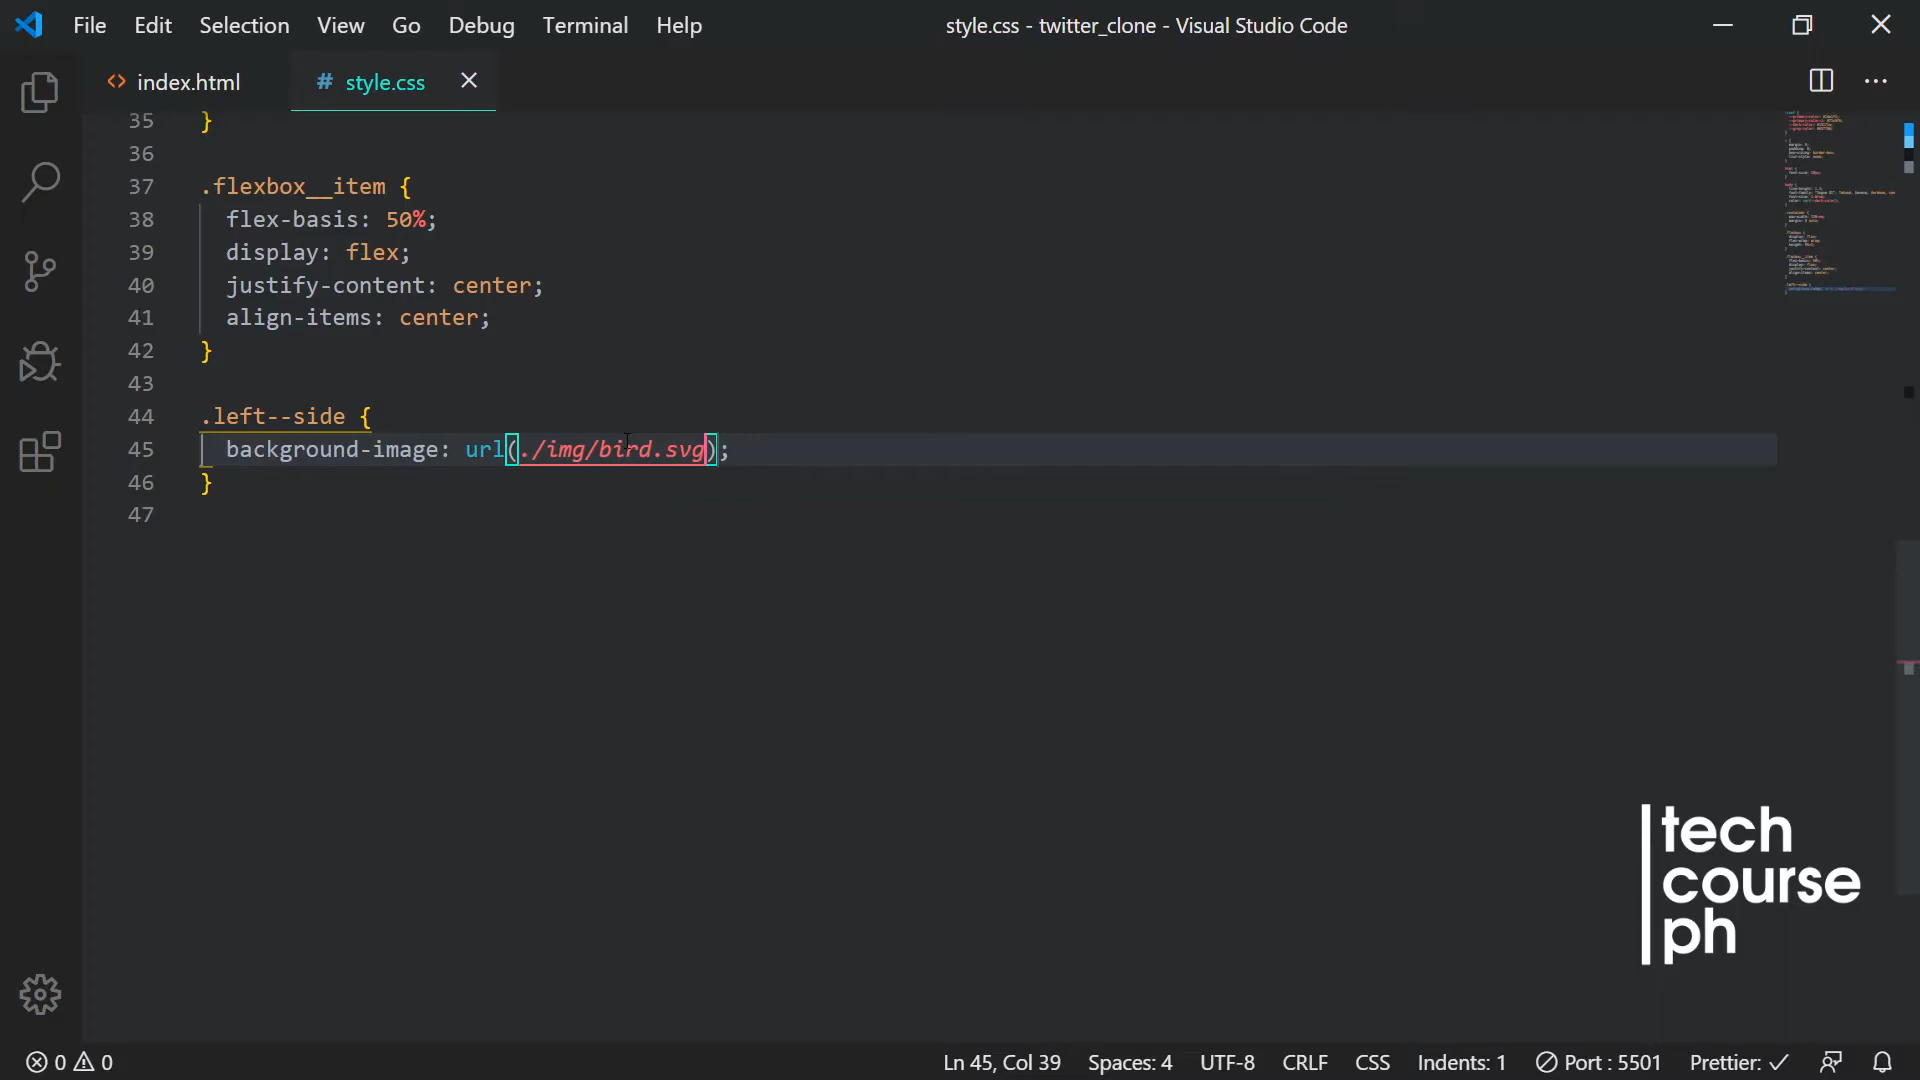 File Edit Selection View Go Debug Terminal Help style.css - twitter_clone - Visual Studio Code
<> index.html # style.css
35 }
36
37 .flexbox__item {
38 flex-basis: 50%;
39 display: flex;
40 justify-content: center;
41 align-items: center;
42 }
43
44 .left--side {
45 background-image: url(./img/bird.svg);
46 }
47
tech
course
ph
0 0 Ln 45, Col 39 Spaces: 4 UTF-8 CRLF CSS Indents: 1 Port : 5501 Prettier: ✓